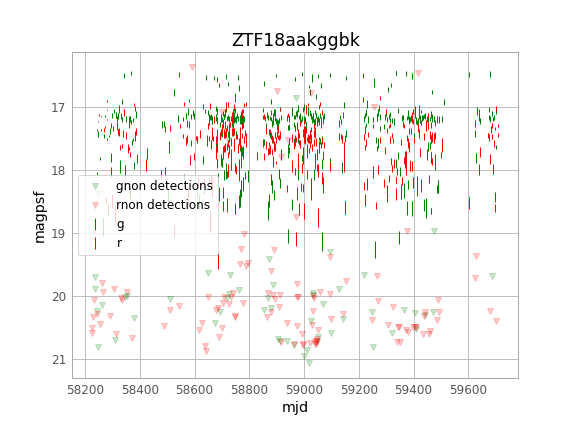 ZTF18aakggbk
magpsf
17
18
19
20
21
gnon detections
rnon detections
g
r
58200 58400 58600 58800 59000 59200 59400 59600
mjd